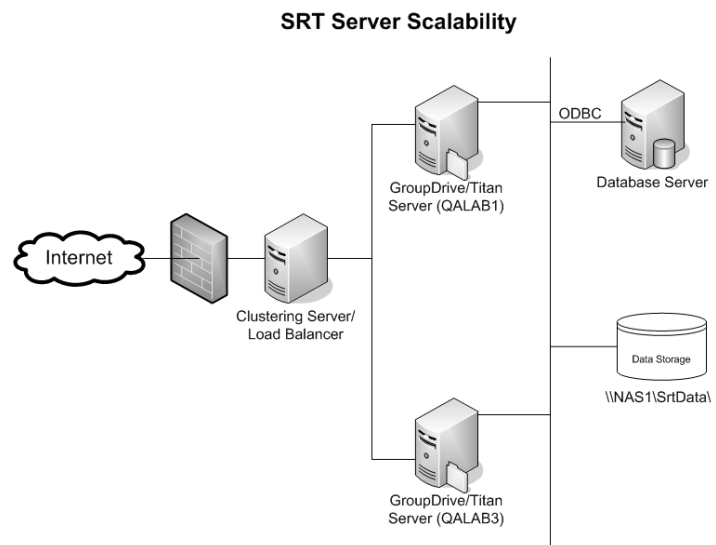 SRT Server Scalability
ODBC
GroupDrive/Titan
Server (QALAB1)
Database Server
Internet
Clustering Server/
Load Balancer
Data Storage
\\NAS1\SrtData\
GroupDrive/Titan
Server (QALAB3)